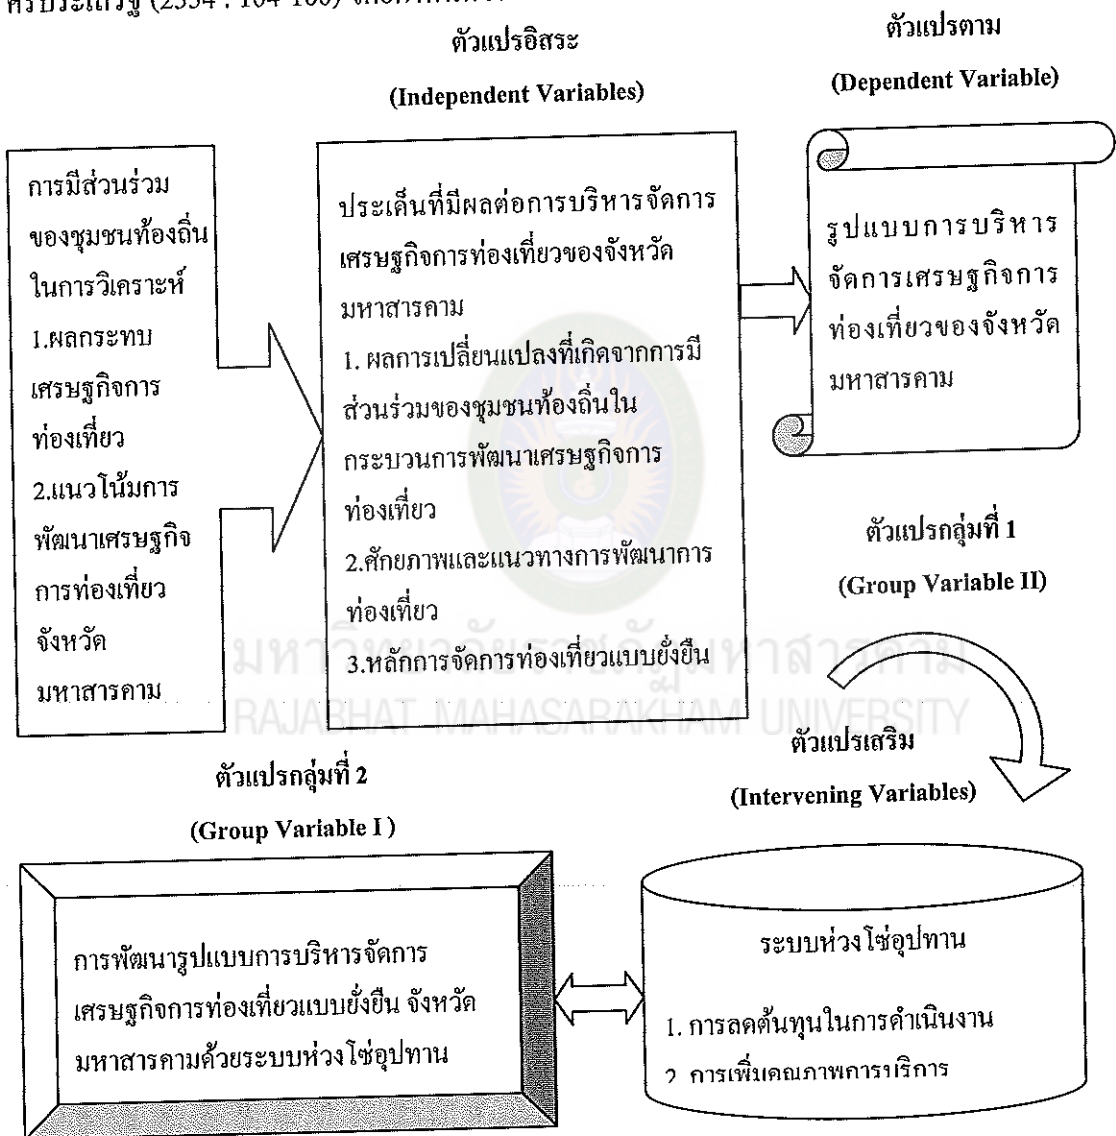 (2554 : 104-106)
ตัวแปรอิสระ
(Independent Variables)
ตัวแปรตาม
(Dependent Variable)
การมีส่วนร่วม
ของชุมชนท้องถิ่น
ในการวิเคราะห์
1.ผลกระทบ
เศรษฐกิจการ
ท่องเที่ยว
2.แนวโน้มการ
พัฒนาเศรษฐกิจ
การท่องเที่ยว
จังหวัด
มหาสารคาม
ประเด็นที่มีผลต่อการบริหารจัดการ
เศรษฐกิจการท่องเที่ยวของจังหวัด
มหาสารคาม
1. ผลการเปลี่ยนแปลงที่เกิดจากการมี
ส่วนร่วมของชุมชนท้องถิ่นใน
กระบวนการพัฒนาเศรษฐกิจการ
ท่องเที่ยว
2.ศักยภาพและแนวทางการพัฒนาการ
ท่องเที่ยว
3.หลักการจัดการท่องเที่ยวแบบยั่งยืน
รูปแบบการบริหาร
จัดการเศรษฐกิจการ
ท่องเที่ยวของจังหวัด
มหาสารคาม
ตัวแปรกลุ่มที่ 1
(Group Variable II)
มหาวิทยาลัยราชภัฏมหาสารคาม
RAJABHAT MAHASARAKHAM UNIVERSITY
ตัวแปรเสริม
(Intervening Variables)
ตัวแปรกลุ่มที่ 2
(Group Variable I )
การพัฒนารูปแบบการบริหารจัดการ
เศรษฐกิจการท่องเที่ยวแบบยั่งยืน จังหวัด
มหาสารคามด้วยระบบห่วงโซ่อุปทาน
ระบบห่วงโซ่อุปทาน
1. การลดต้นทุนในการดำเนินงาน
2. การเพิ่มคุณภาพการบริการ